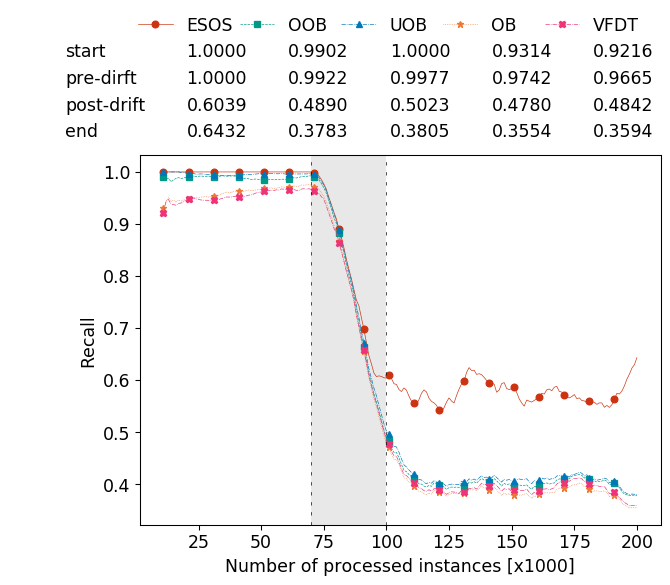 ESOS OOB UOB OB VFDT
start 1.0000 0.9902 1.0000 0.9314 0.9216
pre-dirft 1.0000 0.9922 0.9977 0.9742 0.9665
post-drift 0.6039 0.4890 0.5023 0.4780 0.4842
end 0.6432 0.3783 0.3805 0.3554 0.3594
1.0
0.9
0.8
0.7
0.6
0.5
0.4
Recall
25 50 75 100 125 150 175 200
Number of processed instances [x1000]